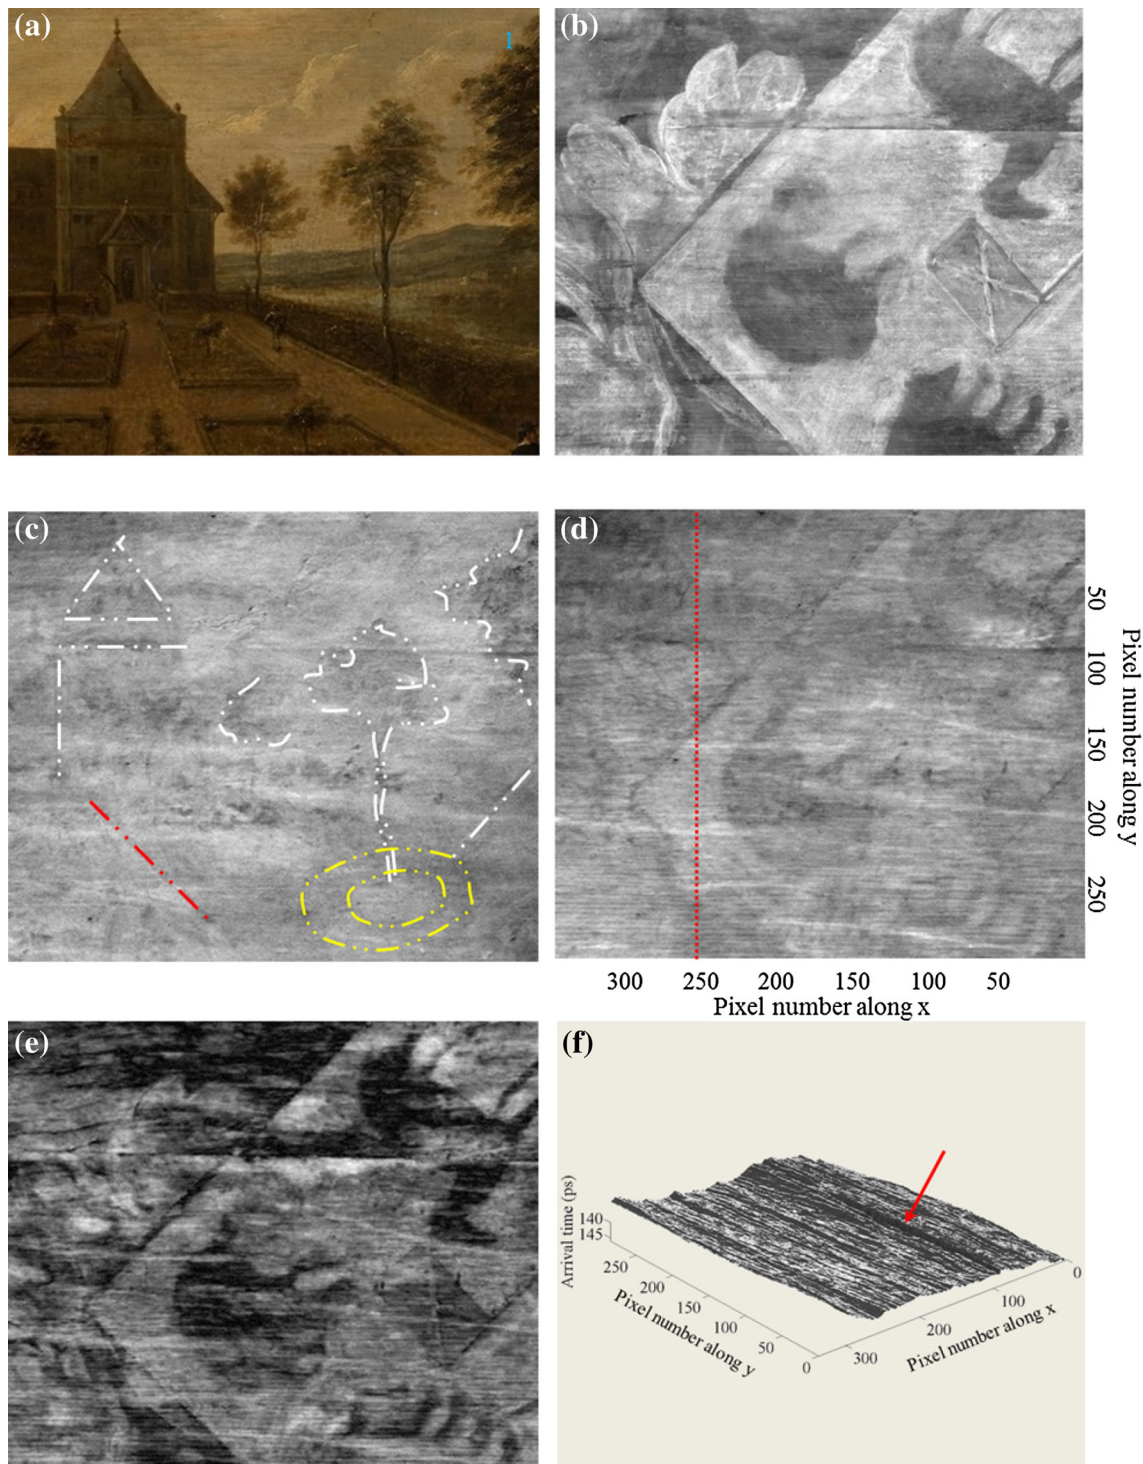 (a)
1
(b)
(c)
(d)
50
100
150
200
250
Pixel number along y
300 250 200 150 100 50
Pixel number along x
(e)
(f)
Arrival time (ps)
140
145
250
200
150
100
50
0
Pixel number along y
0
100
200
300
Pixel number along x